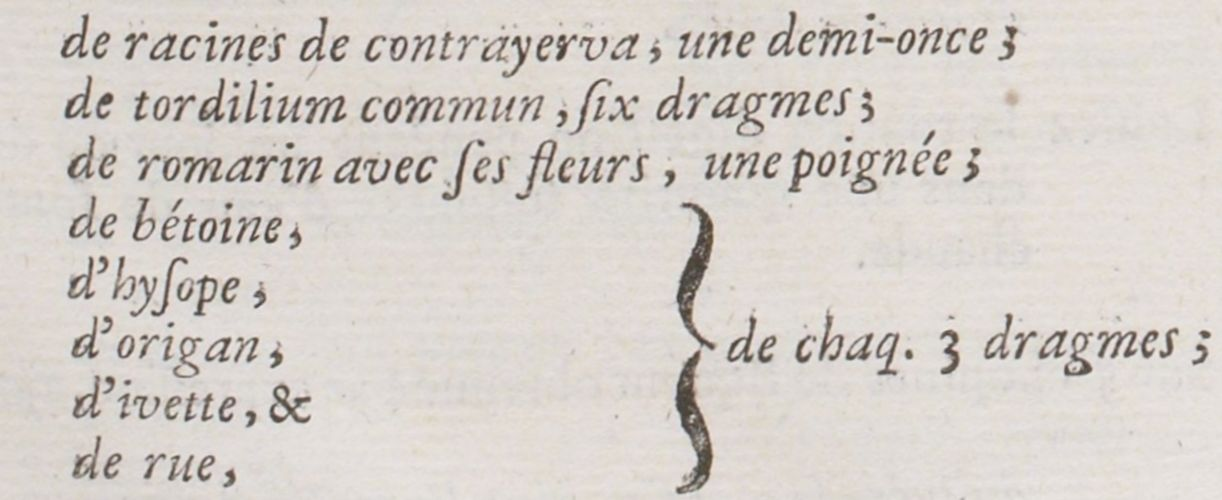 de racines de contrayerva, une demi-once;
de tordilium commun, ſix dragmes;
de romarin avec ſes fleurs, une poignée;
de bétoine,
d'hyſope,
d'origan,
d'ivette, &
de rue,
de chaq. 3 dragmes;